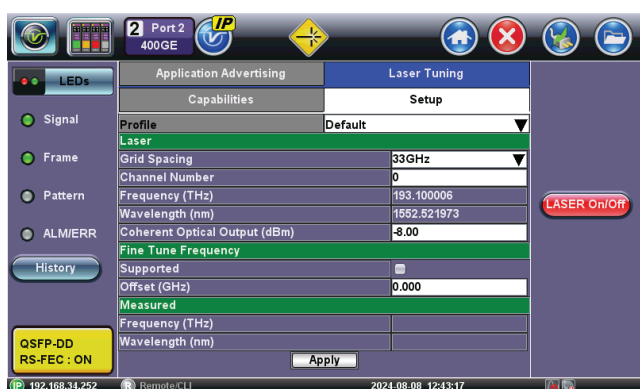 2 Port 2
400GE
IP
LEDs
Application Advertising
Laser Tuning
Capabilities
Setup
Signal
Frame
Pattern
ALM/ERR
History
Profile
Default
Laser
Grid Spacing
33GHz
Channel Number
0
Frequency (THz)
193.100006
Wavelength (nm)
1552.521973
Coherent Optical Output (dBm)
-8.00
Fine Tune Frequency
Supported
Offset (GHz)
0.000
Measured
Frequency (THz)
Wavelength (nm)
Apply
LASER On/Off
QSFP-DD
RS-FEC : ON
IP 192.168.34.252
R Remote/CLI
2024-08-08 12:43:17